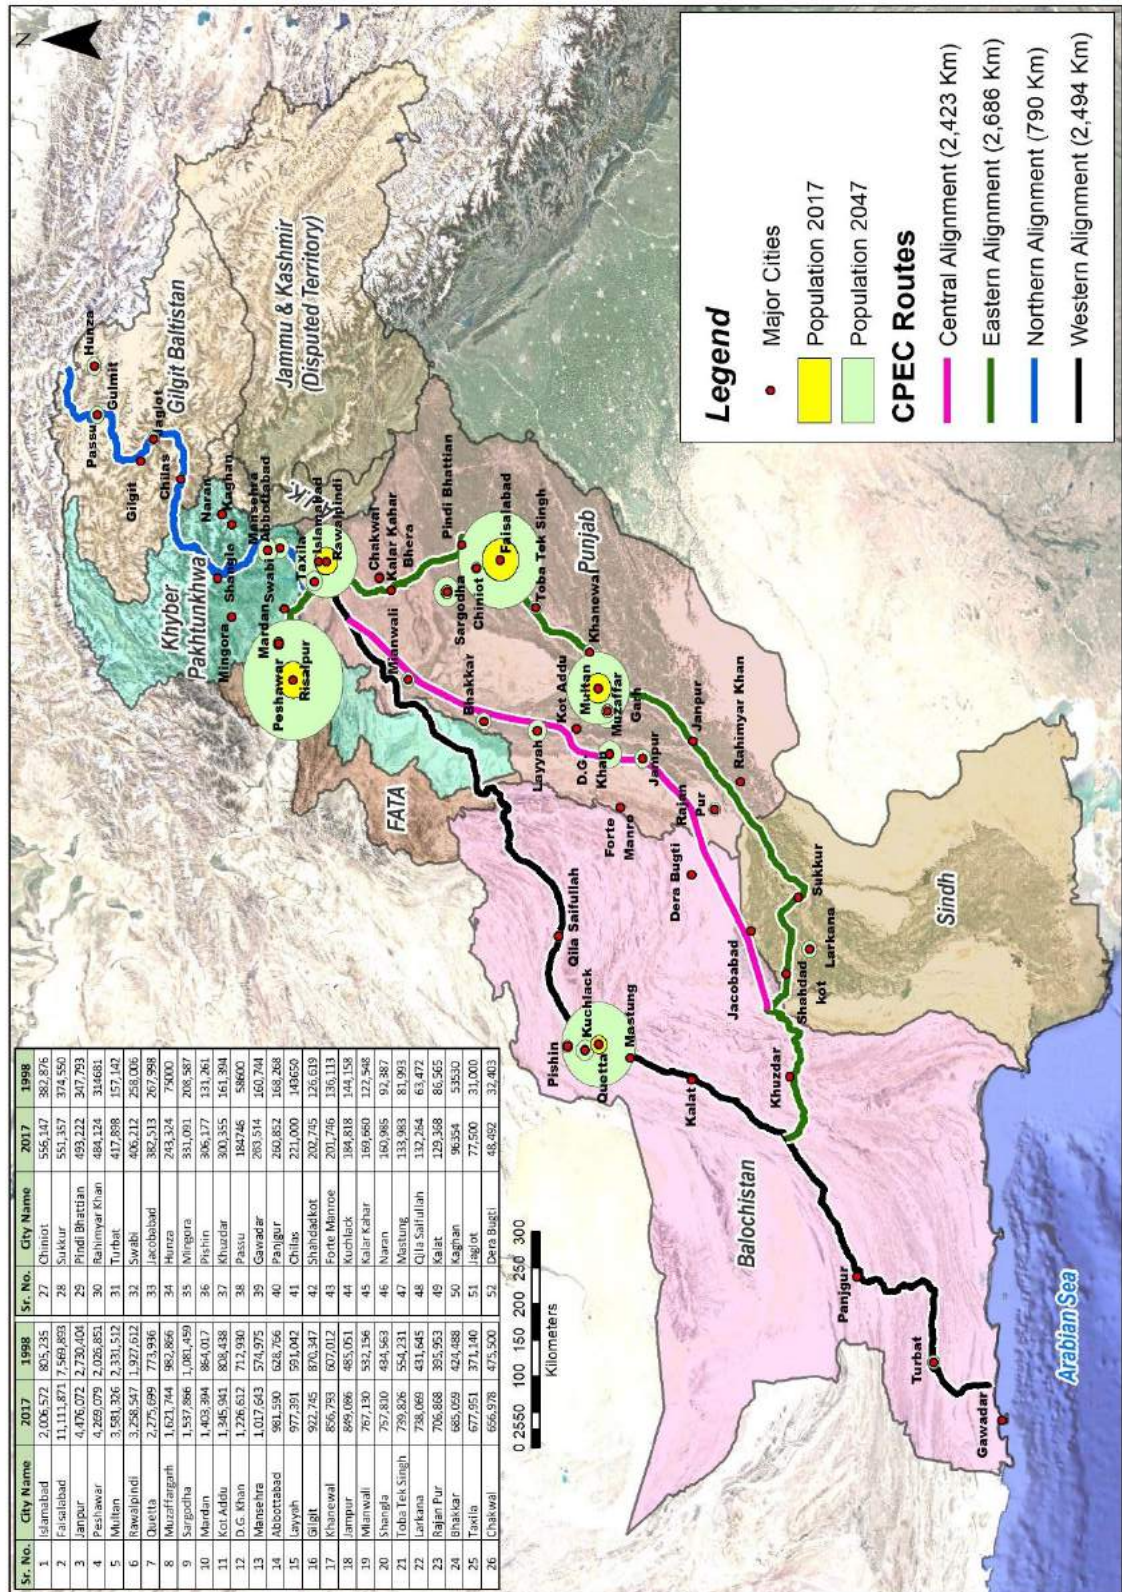 Sr. No. City Name 2017 1998 Sr. No. City Name 2017 1998
1 Islamabad 2,006,572 805,235 27 Chiniot 556,147 382,876
2 Faisalabad 11,111,871 7,569,893 28 Sukkur 551,357 374,550
3 Janpur 4,476,072 2,730,404 29 Pindi Bhattian 493,222 347,793
4 Peshawar 4,269,079 2,026,851 30 Rahimyar Khan 484,124 314681
5 Multan 3,581,326 2,331,512 31 Turbat 417,898 157,142
6 Rawalpindi 3,258,547 1,927,612 32 Swabi 406,212 258,006
7 Quetta 2,275,699 773,936 33 Jacobabad 382,513 267,998
8 Muzaffargarh 1,621,744 982,866 34 Hunza 243,324 75000
9 Sargodha 1,537,866 1,081,459 35 Mingora 331,091 208,587
10 Mardan 1,403,394 864,017 36 Pishin 306,177 131,261
11 Kot Addu 1,345,941 808,438 37 Khuzdar 300,355 161,394
12 D.G. Khan 1,226,612 712,930 38 Passu 184746 58600
13 Mansehra 1,017,643 574,975 39 Gawadar 263,514 160,744
14 Abbottabad 981,590 628,766 40 Panjgur 260,852 168,268
15 Layyah 977,391 591,042 41 Chilas 221,000 143650
16 Gilgit 922,745 870,347 42 Shahdadkot 202,745 126,619
17 Khanewal 856,793 607,012 43 Forte Manroe 201,746 136,113
18 Jampur 849,086 483,051 44 Kuchlack 184,818 144,158
19 Mianwali 767,130 532,156 45 Kalar Kahar 169,660 122,548
20 Shangla 757,810 434,563 46 Naran 160,985 92,387
21 Toba Tek Singh 739,826 554,231 47 Mastung 133,983 81,993
22 Larkana 738,069 431,645 48 Qila Saifullah 132,264 63,472
23 Rajan Pur 706,868 395,953 49 Kalat 129,368 86,565
24 Bhakkar 685,059 424,488 50 Kaghan 96354 53530
25 Taxila 677,951 371,140 51 Jaglot 77,500 31,000
26 Chakwal 656,978 475,500 52 Dera Bugti 48,492 32,403
0 2550 100 150 200 250 300
Kilometers
N
Hunza
Passu
Gulmit
Gilgit
Jaglot
Chilas
Gilgit Baltistan
Jammu & Kashmir
(Disputed Territory)
Khyber
Pakhtunkhwa
Naran
Kaghan
Shangle
Mansehra
Abbottabad
Mingora
Swabi
Taxila
A.J.K.
Islamabad
Rawalpindi
Mardan
Peshawar
Risalpur
FATA
Chakwal
Kalar Kahar
Bhera
Pindi Bhattian
Sargodha
Chiniot
Faisalabad
Toba Tek Singh
Punjab
Mianwali
Bhakkar
Layyah
Kot Addu
Khanewal
Multan
Muzaffar
Garh
D.G.
Khan
Jampur
Janpur
Forte
Manro
Rajan
Pur
Rahimyar Khan
Dera Bugti
Qila Saifullah
Pishin
Kuchlack
Quetta
Mastung
Kalat
Jacobabad
Sukkur
Shahdad
kot
Larkana
Sindh
Khuzdar
Balochistan
Panjgur
Turbat
Gawadar
Arabian Sea
Legend
Major Cities
Population 2017
Population 2047
CPEC Routes
Central Alignment (2,423 Km)
Eastern Alignment (2,686 Km)
Northern Alignment (790 Km)
Western Alignment (2,494 Km)